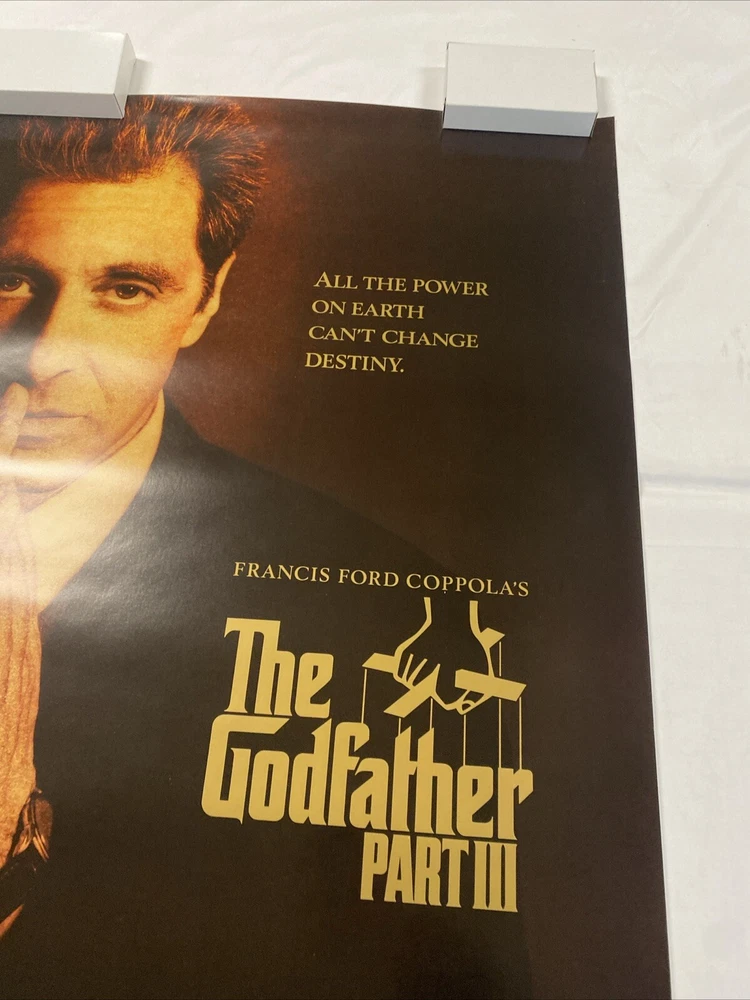 ALL THE POWER
ON EARTH
CAN'T CHANGE
DESTINY.
FRANCIS FORD COPPOLA'S
The
Godfather
PART III